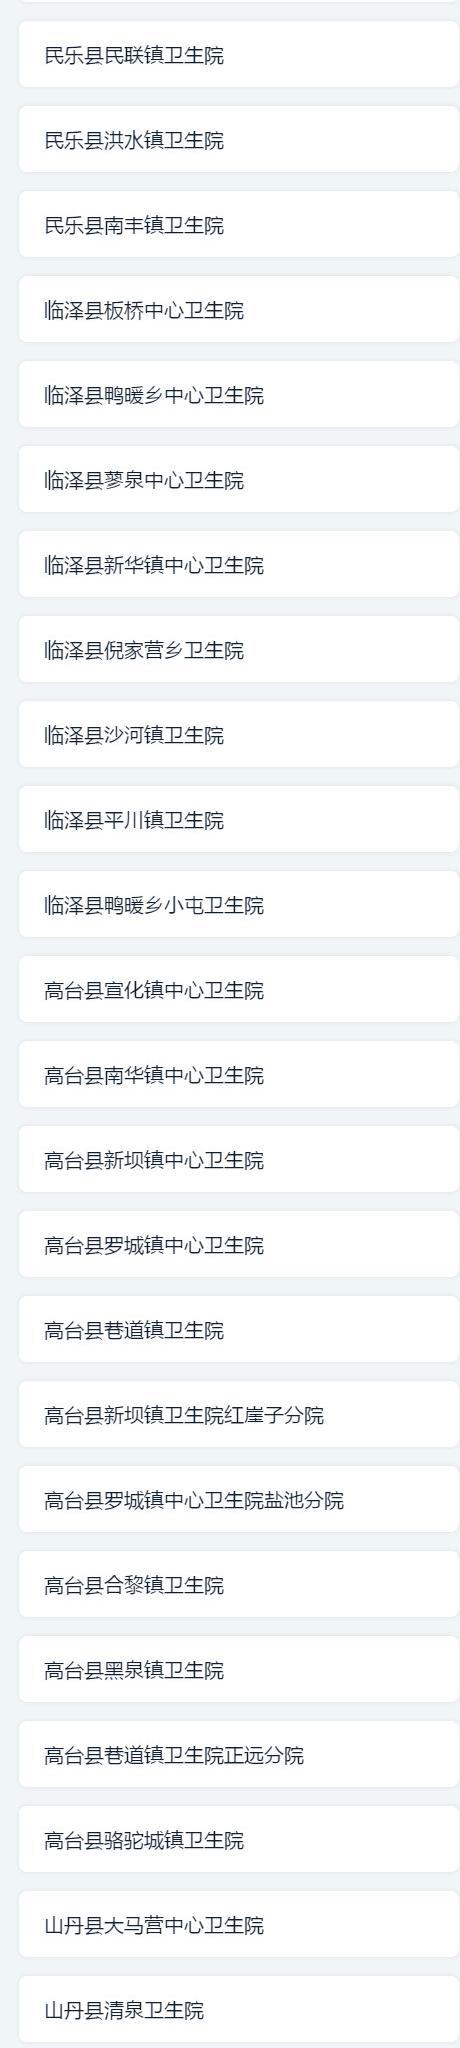 民乐县民联镇卫生院
民乐县洪水镇卫生院
民乐县南丰镇卫生院
临泽县板桥中心卫生院
临泽县鸭暖乡中心卫生院
临泽县蓼泉中心卫生院
临泽县新华镇中心卫生院
临泽县倪家营乡卫生院
临泽县沙河镇卫生院
临泽县平川镇卫生院
临泽县鸭暖乡小屯卫生院
高台县宣化镇中心卫生院
高台县南华镇中心卫生院
高台县新坝镇中心卫生院
高台县罗城镇中心卫生院
高台县巷道镇卫生院
高台县新坝镇卫生院红崖子分院
高台县罗城镇中心卫生院盐池分院
高台县合黎镇卫生院
高台县黑泉镇卫生院
高台县巷道镇卫生院正远分院
高台县骆驼城镇卫生院
山丹县大马营中心卫生院
山丹县清泉卫生院